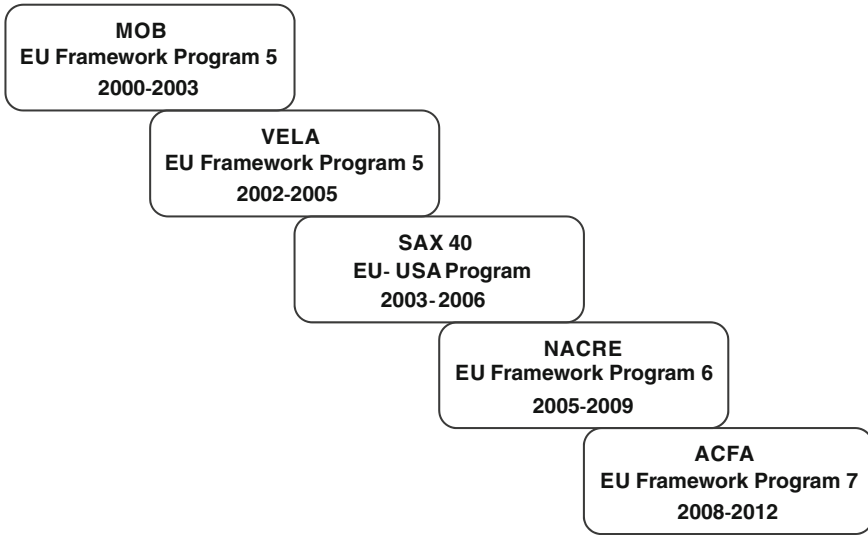 MOB
EU Framework Program 5
2000-2003
VELA
EU Framework Program 5
2002-2005
SAX 40
EU- USA Program
2003-2006
NACRE
EU Framework Program 6
2005-2009
ACFA
EU Framework Program 7
2008-2012